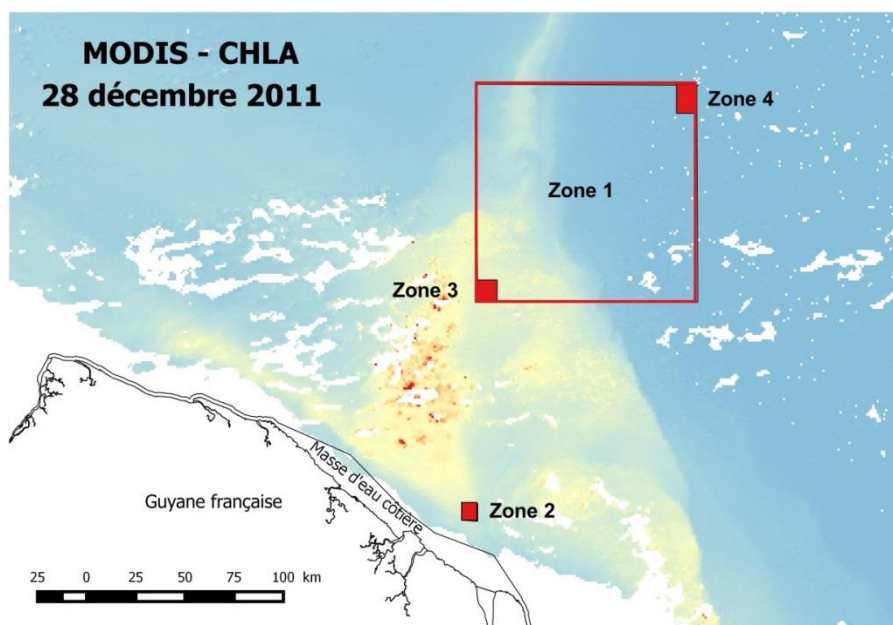 MODIS - CHLA
28 décembre 2011
Zone 4
Zone 1
Zone 3
Zone 2
Masse d'eau côtière
Guyane française
25 0 25 50 75 100 km